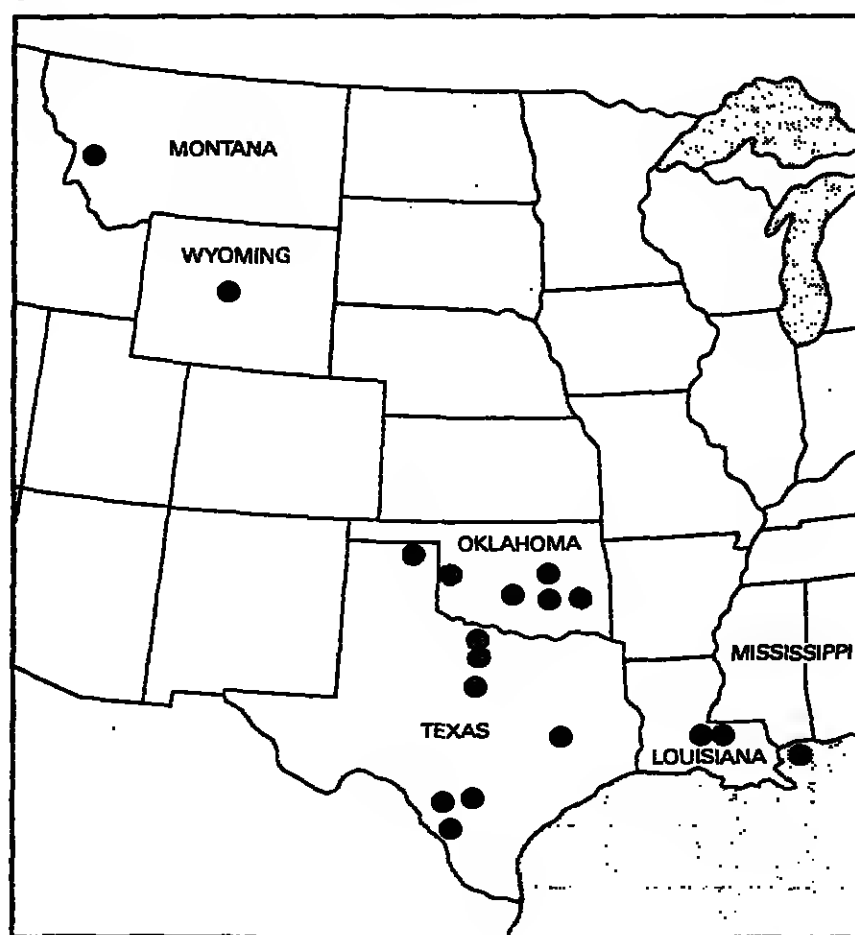 MONTANA
WYOMING
OKLAHOMA
MISSISSIPPI
TEXAS
LOUISIANA